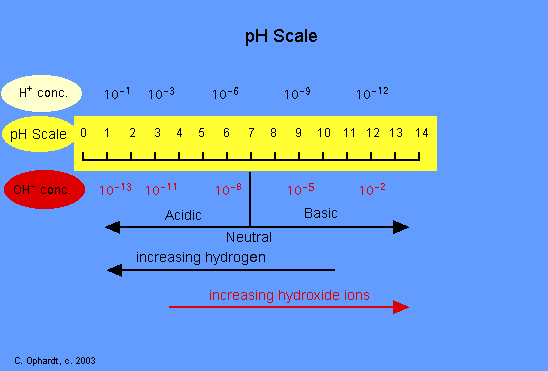 pH Scale
H⁺ conc. 10⁻¹ 10⁻³ 10⁻⁶ 10⁻⁹ 10⁻¹²
pH Scale 0 1 2 3 4 5 6 7 8 9 10 11 12 13 14
OH⁻ conc. 10⁻¹³ 10⁻¹¹ 10⁻⁸ 10⁻⁵ 10⁻²
Acidic Basic
Neutral
increasing hydrogen
increasing hydroxide ions
C. Ophardt, c. 2003